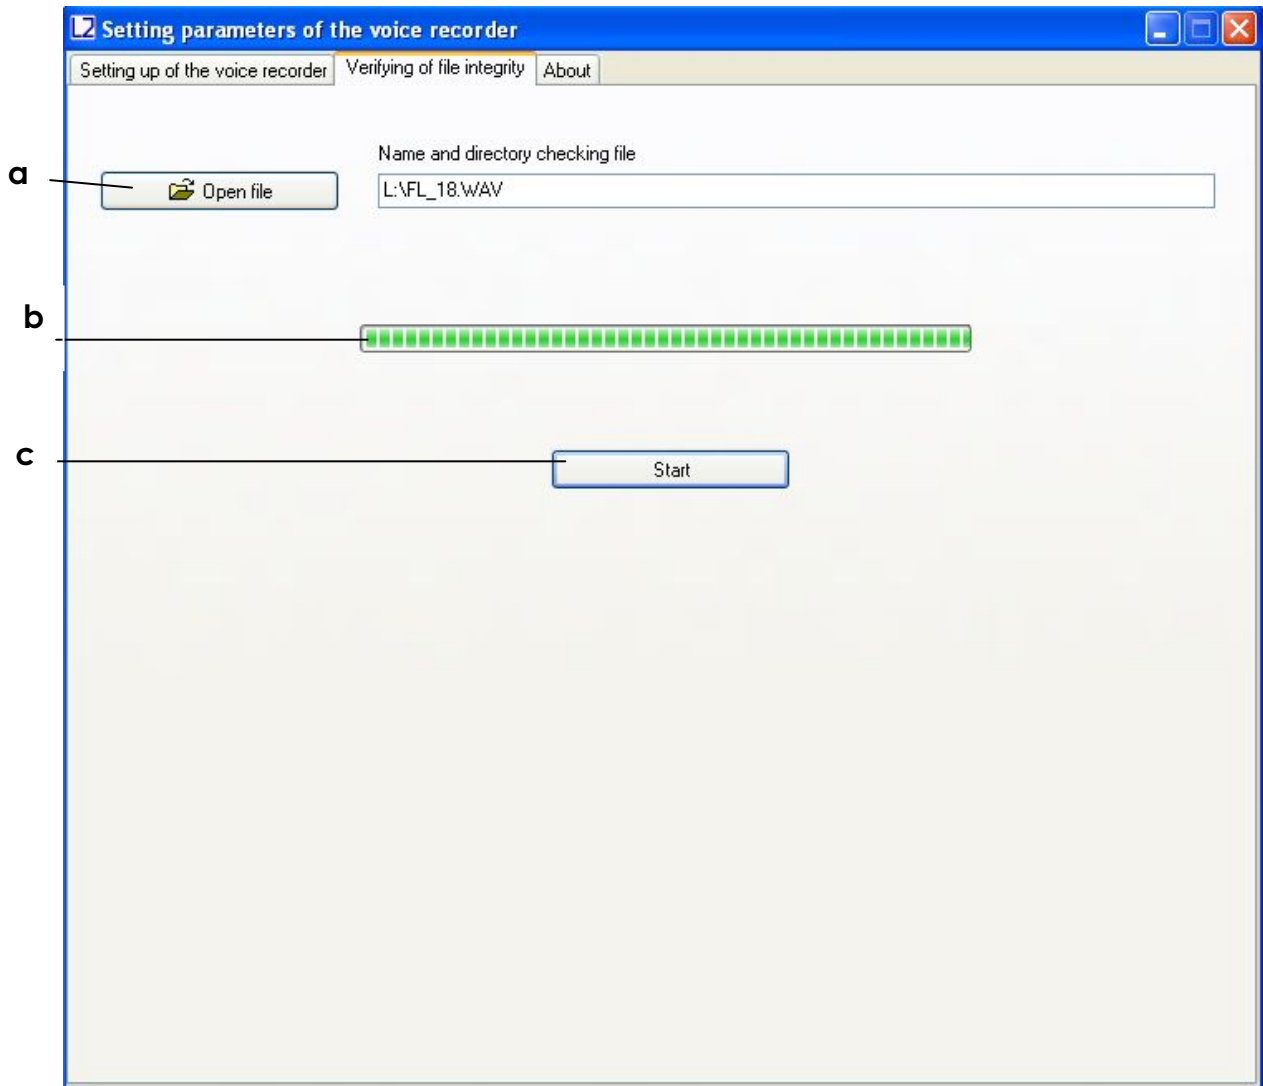 Setting parameters of the voice recorder
Setting up of the voice recorder Verifying of file integrity About
Name and directory checking file
a
Open file L:\FL_18.WAV
b
c
Start